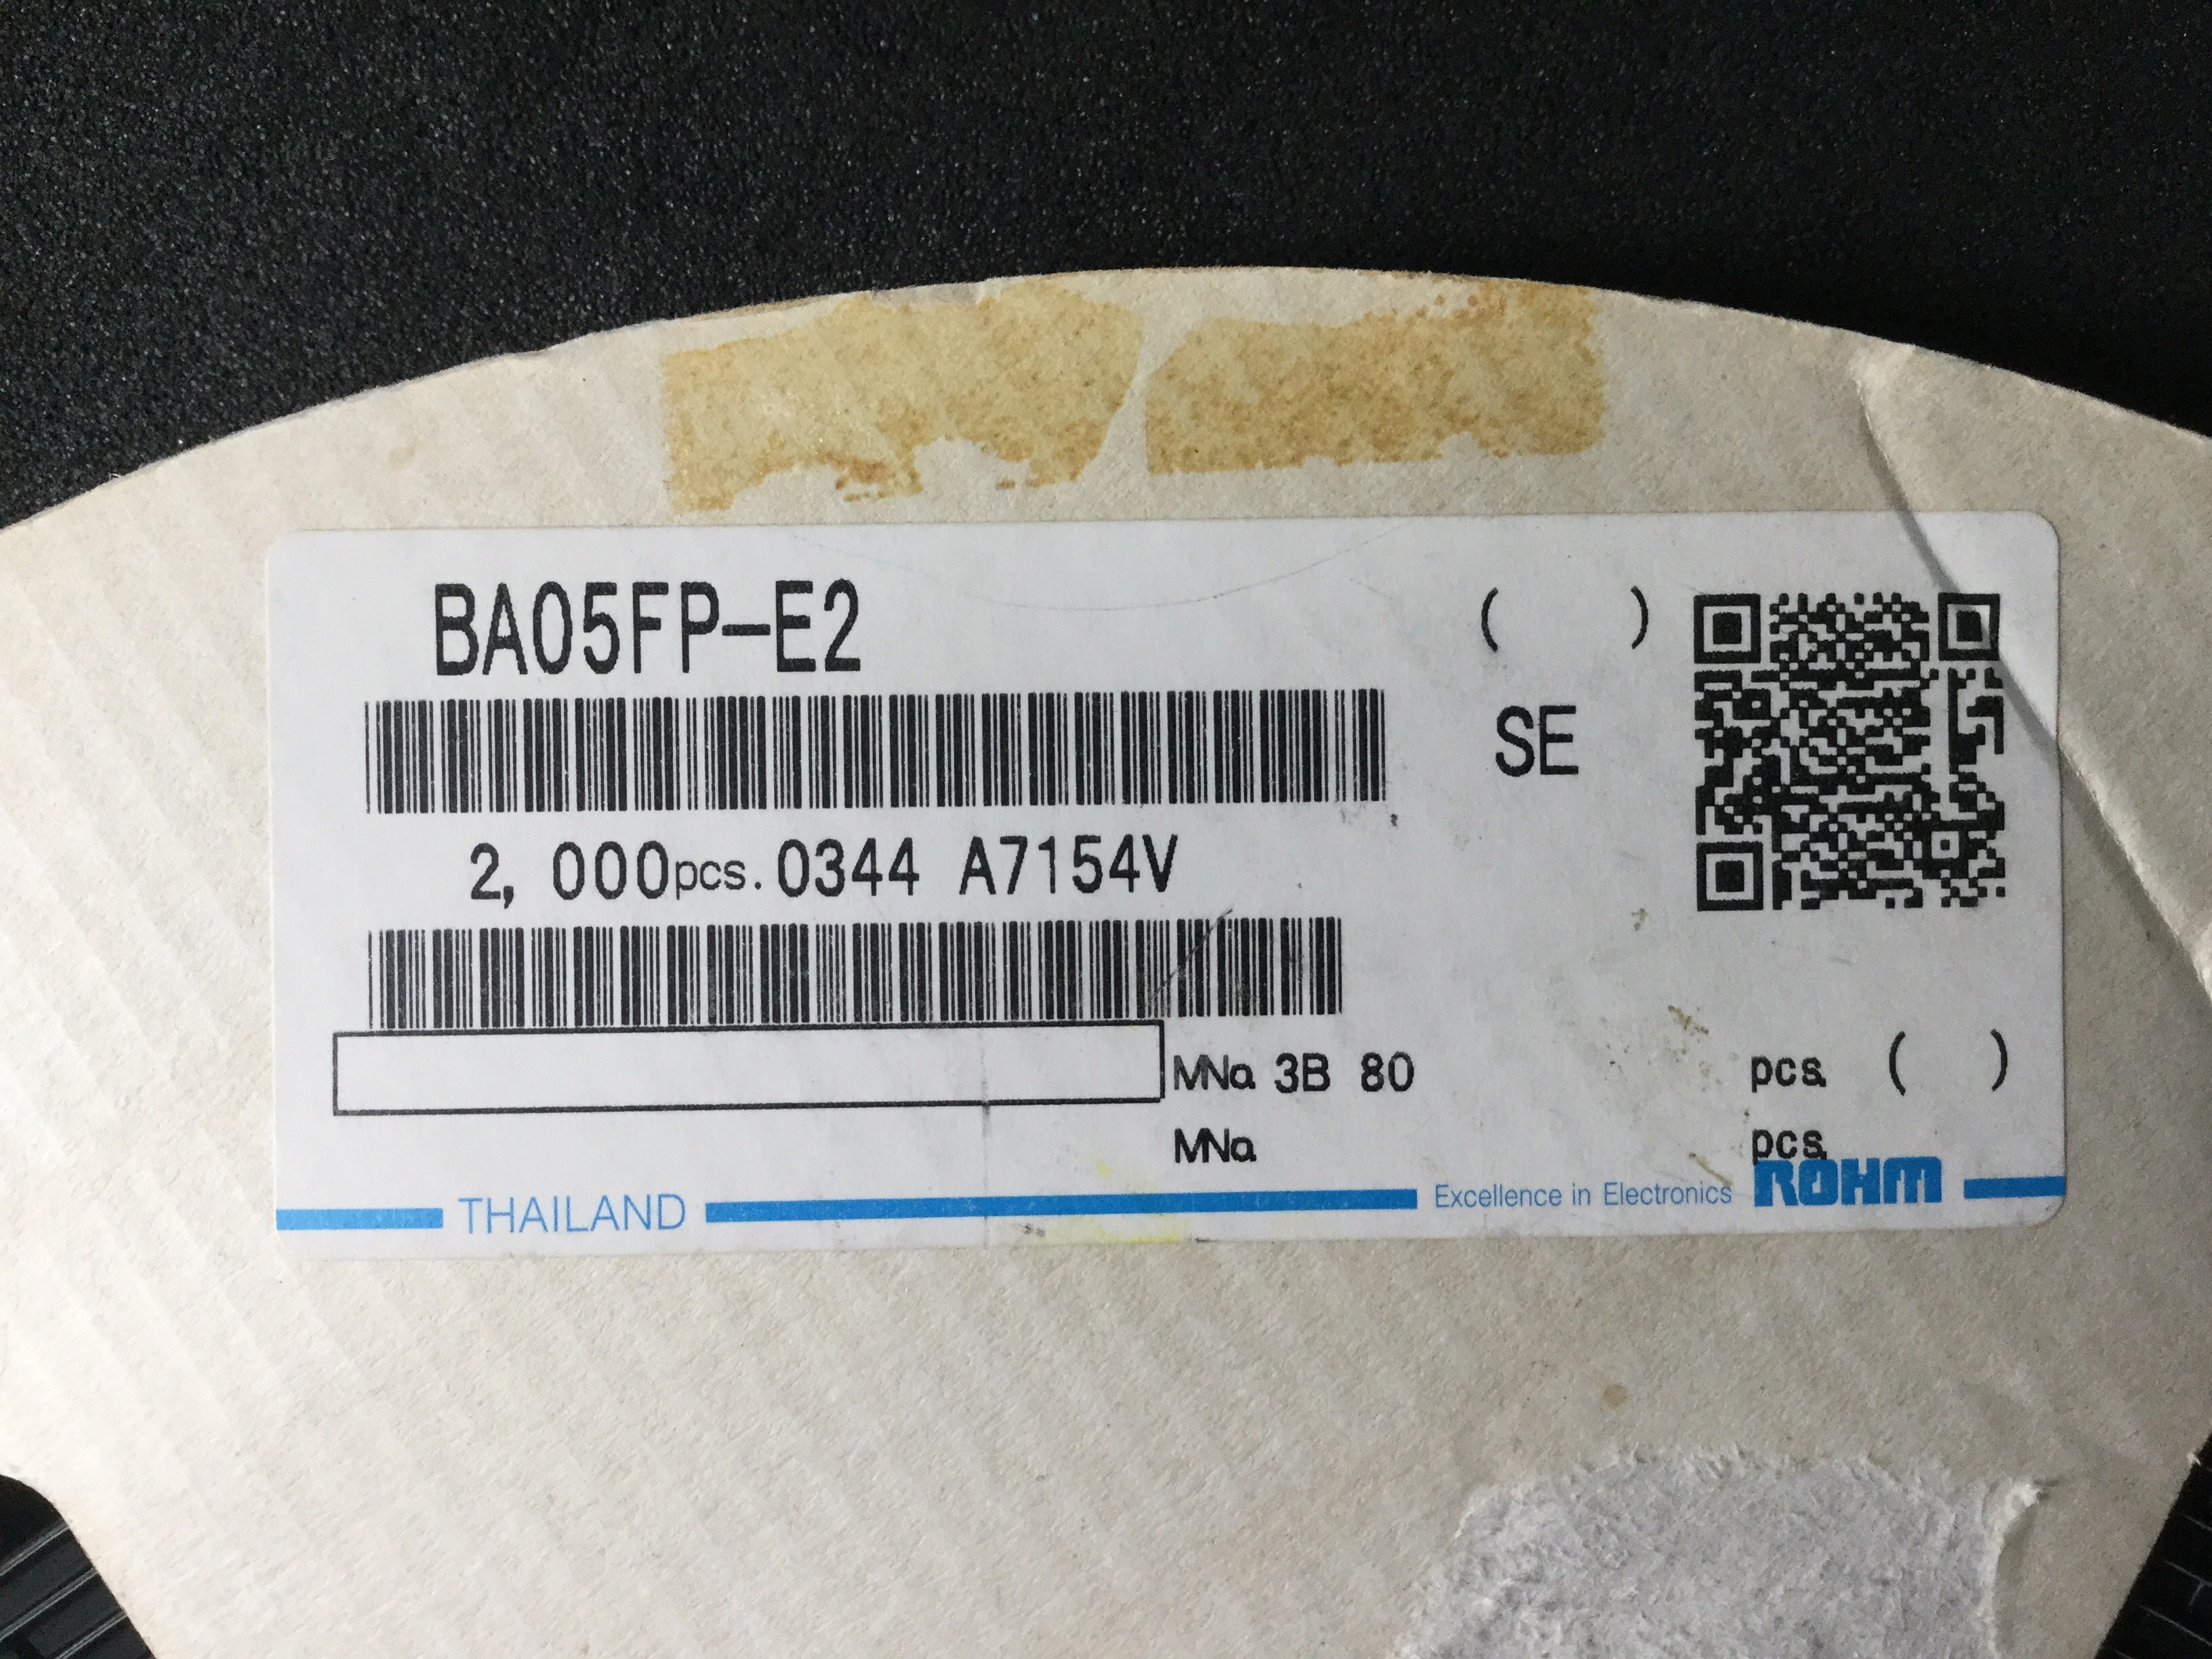 BA05FP-E2 ( )
SE
2, 000pcs. 0344 A7154V
MNo. 3B 80 pcs. ( )
MNo. pcs.
THAILAND Excellence in Electronics ROHM